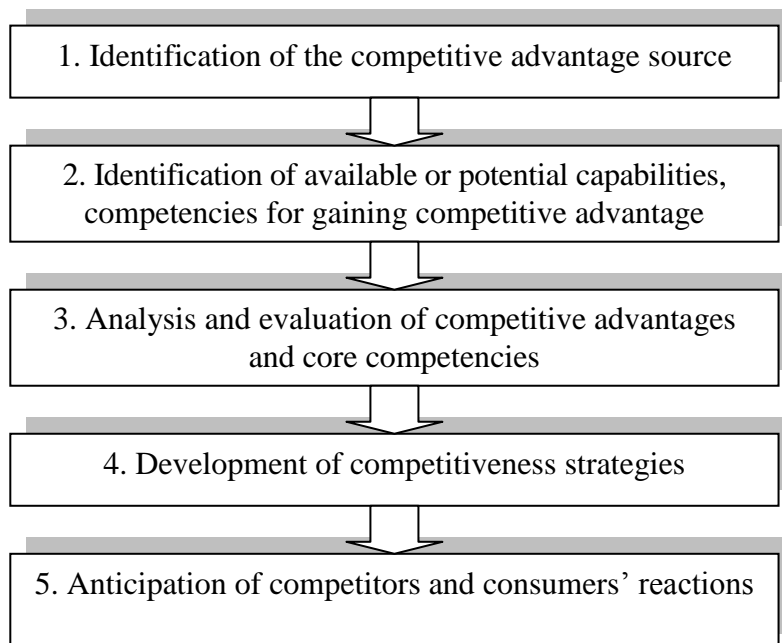 1. Identification of the competitive advantage source
2. Identification of available or potential capabilities,
competencies for gaining competitive advantage
3. Analysis and evaluation of competitive advantages
and core competencies
4. Development of competitiveness strategies
5. Anticipation of competitors and consumers’ reactions